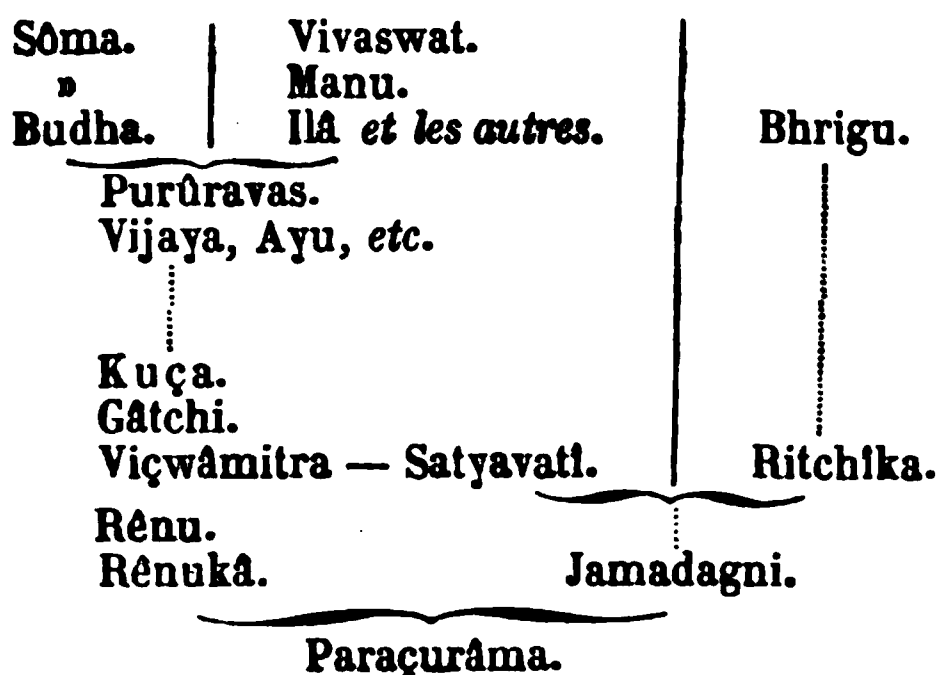 Sôma. Vivaswat.
» Manu.
Budha. Ilâ et les autres. Bhrigu.
Purûravas.
Vijaya, Ayu, etc.
Kuça.
Gâtchi.
Viçwâmitra — Satyavatî. Ritchîka.
Rênu.
Rênukâ. Jamadagni.
Paraçurâma.